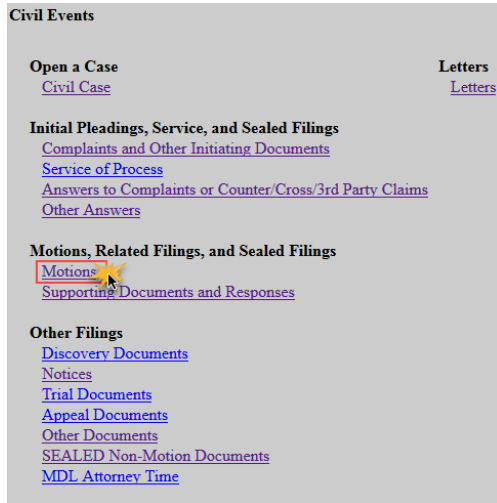 Civil Events
Open a Case
Civil Case
Letters
Letters
Initial Pleadings, Service, and Sealed Filings
Complaints and Other Initiating Documents
Service of Process
Answers to Complaints or Counter/Cross/3rd Party Claims
Other Answers
Motions, Related Filings, and Sealed Filings
Motions
Supporting Documents and Responses
Other Filings
Discovery Documents
Notices
Trial Documents
Appeal Documents
Other Documents
SEALED Non-Motion Documents
MDL Attorney Time